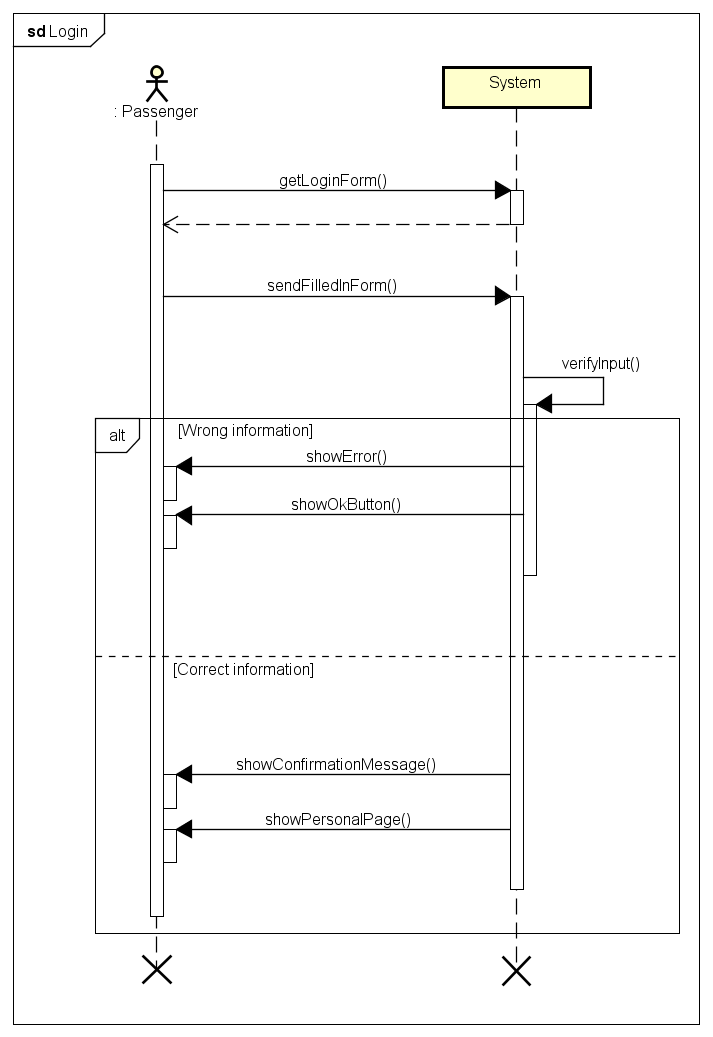 sd Login
: Passenger
System
getLoginForm()
sendFilledInForm()
verifyInput()
alt
[Wrong information]
showError()
showOkButton()
[Correct information]
showConfirmationMessage()
showPersonalPage()